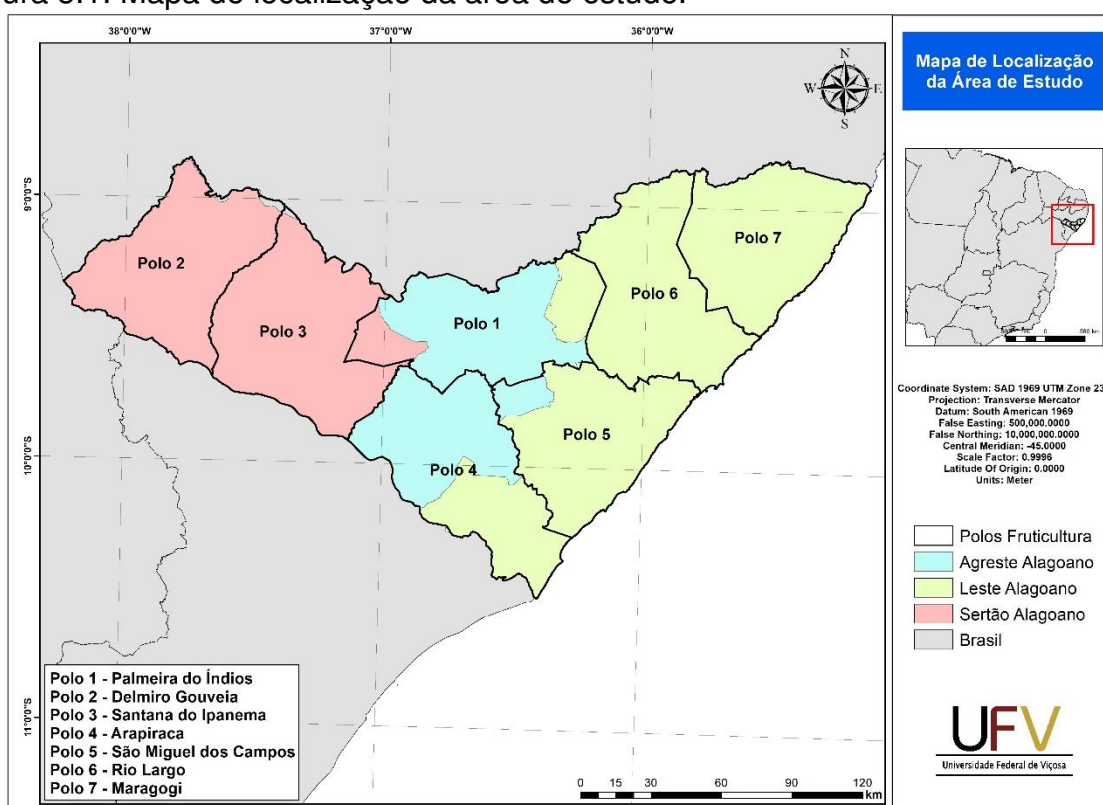 ura 3.1. Mapa de localização da área de estudo.
38°0'0"W 37°0'0"W 36°0'0"W
N
W E
S
9°0'0"S
10°0'0"S
11°0'0"S
Polo 2
Polo 3
Polo 1
Polo 6
Polo 7
Polo 5
Polo 4
Polo 1 - Palmeira do Índios
Polo 2 - Delmiro Gouveia
Polo 3 - Santana do Ipanema
Polo 4 - Arapiraca
Polo 5 - São Miguel dos Campos
Polo 6 - Rio Largo
Polo 7 - Maragogi
0 15 30 60 90 120
km
Mapa de Localização
da Área de Estudo
0
Coordinate System: SAD 1969 UTM Zone 23
Projection: Transverse Mercator
Datum: South American 1969
False Easting: 500,000.0000
False Northing: 10,000,000.0000
Central Meridian: -45.0000
Scale Factor: 0.9996
Latitude Of Origin: 0.0000
Units: Meter
Polos Fruticultura
Agreste Alagoano
Leste Alagoano
Sertão Alagoano
Brasil
UFV
Universidade Federal de Viçosa